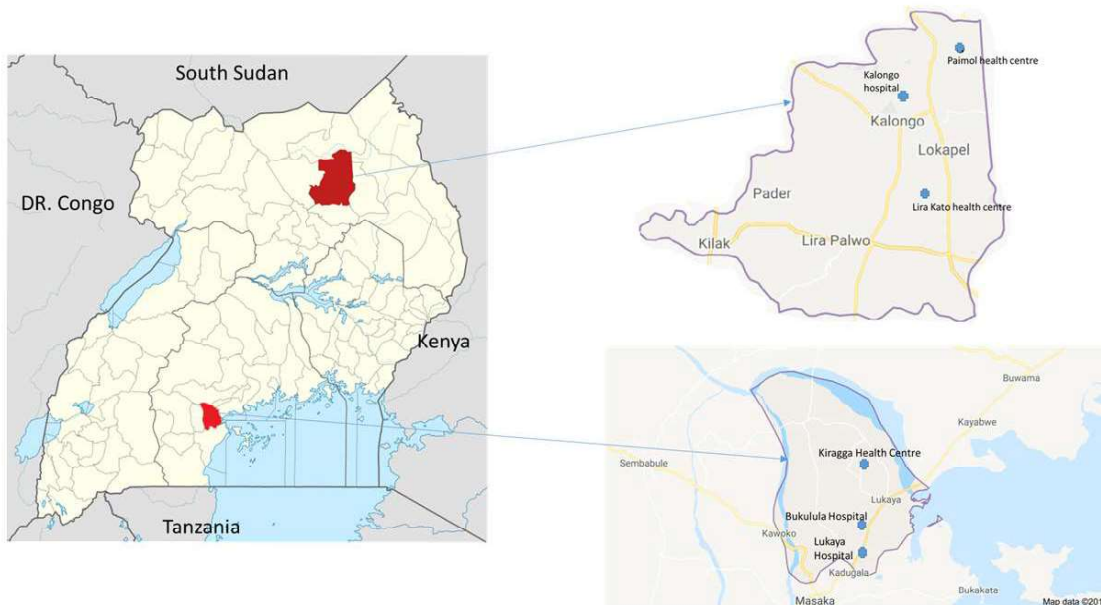 South Sudan
DR. Congo
Kenya
Tanzania
Paimol health centre
Kalongo
hospital
Kalongo
Lokapel
Pader
Lira Kato health centre
Kilak
Lira Palwo
Buwama
Kayabwe
Kiragga Health Centre
Sembabule
Lukaya
Bukulula Hospital
Kawoko
Lukaya
Hospital
Kadugala
Masaka
Bukakata
Map data ©201